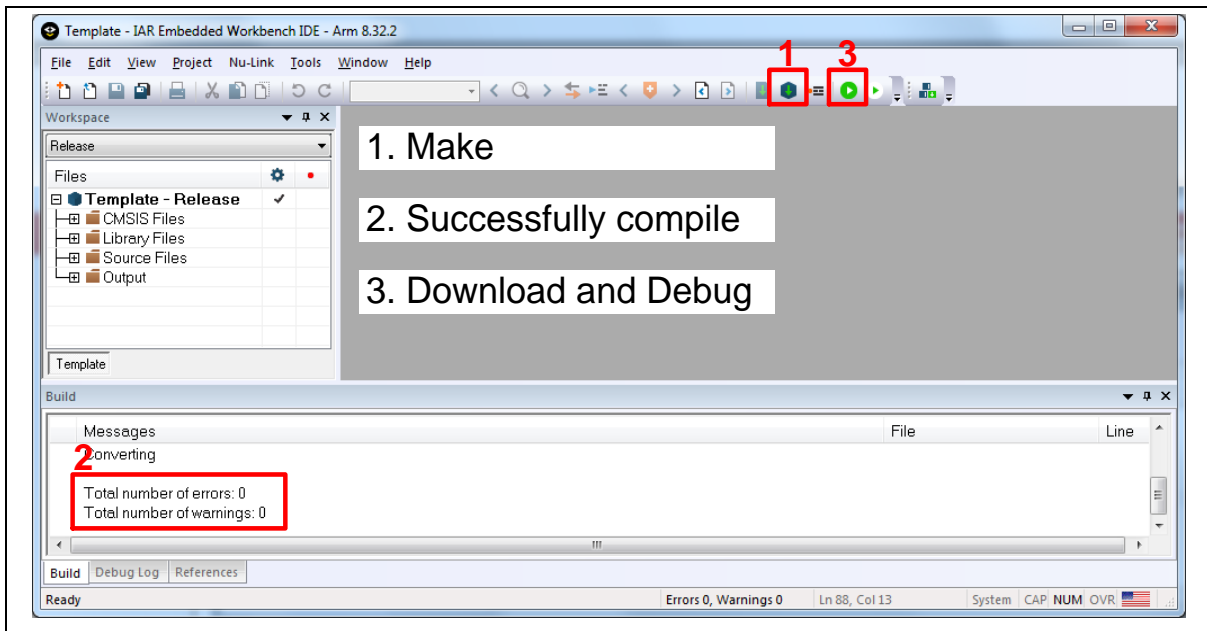 Template - IAR Embedded Workbench IDE - Arm 8.32.2
File Edit View Project Nu-Link Tools Window Help
1 3
Workspace
Release
Files
Template - Release
CMSIS Files
Library Files
Source Files
Output
Template
1. Make
2. Successfully compile
3. Download and Debug
Build
Messages File Line
2
Converting
Total number of errors: 0
Total number of warnings: 0
Build Debug Log References
Ready Errors 0, Warnings 0 Ln 88, Col 13 System CAP NUM OVR